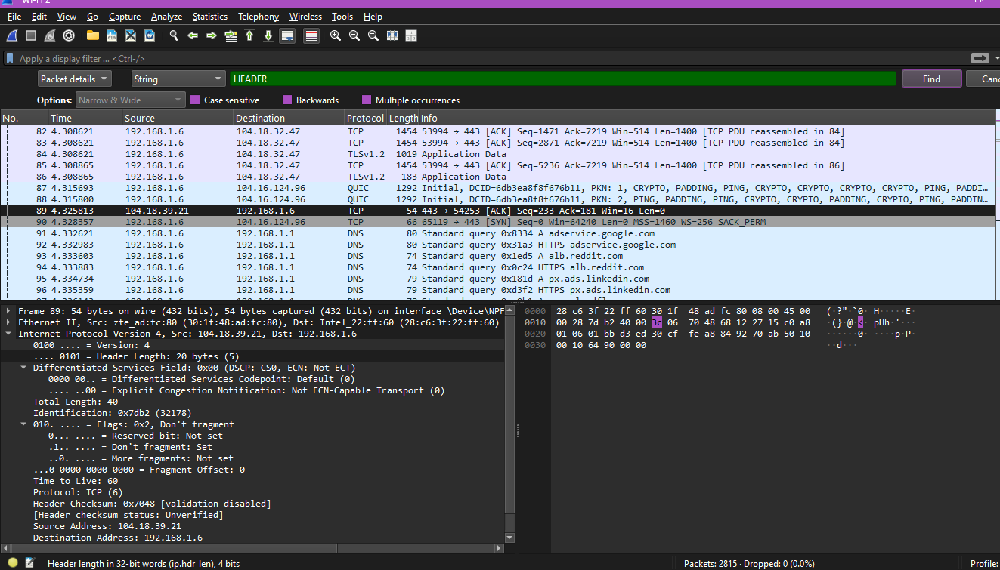 Wi-Fi 2
File Edit View Go Capture Analyze Statistics Telephony Wireless Tools Help
Apply a display filter ... <Ctrl-/>
Packet details String HEADER Find Canc
Options: Narrow & Wide Case sensitive Backwards Multiple occurrences
No. Time Source Destination Protocol Length Info
82 4.308621 192.168.1.6 104.18.32.47 TCP 1454 53994 → 443 [ACK] Seq=1471 Ack=7219 Win=514 Len=1400 [TCP PDU reassembled in 84]
83 4.308621 192.168.1.6 104.18.32.47 TCP 1454 53994 → 443 [ACK] Seq=2871 Ack=7219 Win=514 Len=1400 [TCP PDU reassembled in 84]
84 4.308621 192.168.1.6 104.18.32.47 TLSv1.2 1019 Application Data
85 4.308865 192.168.1.6 104.18.32.47 TCP 1454 53994 → 443 [ACK] Seq=5236 Ack=7219 Win=514 Len=1400 [TCP PDU reassembled in 86]
86 4.308865 192.168.1.6 104.18.32.47 TLSv1.2 183 Application Data
87 4.315693 192.168.1.6 104.16.124.96 QUIC 1292 Initial, DCID=6db3ea8f8f676b11, PKN: 1, CRYPTO, PADDING, PING, CRYPTO, CRYPTO, CRYPTO, CRYPTO, PING, PADDI…
88 4.315800 192.168.1.6 104.16.124.96 QUIC 1292 Initial, DCID=6db3ea8f8f676b11, PKN: 2, PING, PADDING, PING, CRYPTO, CRYPTO, PADDING, CRYPTO, PING, PADDI…
89 4.325813 104.18.39.21 192.168.1.6 TCP 54 443 → 54253 [ACK] Seq=233 Ack=181 Win=16 Len=0
90 4.328357 192.168.1.6 104.16.124.96 TCP 66 65119 → 443 [SYN] Seq=0 Win=64240 Len=0 MSS=1460 WS=256 SACK_PERM
91 4.332621 192.168.1.6 192.168.1.1 DNS 80 Standard query 0x8334 A adservice.google.com
92 4.332983 192.168.1.6 192.168.1.1 DNS 80 Standard query 0x31a3 HTTPS adservice.google.com
93 4.333603 192.168.1.6 192.168.1.1 DNS 74 Standard query 0x1ed5 A alb.reddit.com
94 4.333883 192.168.1.6 192.168.1.1 DNS 74 Standard query 0x0c24 HTTPS alb.reddit.com
95 4.334734 192.168.1.6 192.168.1.1 DNS 79 Standard query 0x181d A px.ads.linkedin.com
96 4.335359 192.168.1.6 192.168.1.1 DNS 79 Standard query 0xd3f2 HTTPS px.ads.linkedin.com
Frame 89: 54 bytes on wire (432 bits), 54 bytes captured (432 bits) on interface \Device\NPF
Ethernet II, Src: zte_ad:fc:80 (30:1f:48:ad:fc:80), Dst: Intel_22:ff:60 (28:c6:3f:22:ff:60)
Internet Protocol Version 4, Src: 104.18.39.21, Dst: 192.168.1.6
0100 .... = Version: 4
.... 0101 = Header Length: 20 bytes (5)
Differentiated Services Field: 0x00 (DSCP: CS0, ECN: Not-ECT)
0000 00.. = Differentiated Services Codepoint: Default (0)
.... ..00 = Explicit Congestion Notification: Not ECN-Capable Transport (0)
Total Length: 40
Identification: 0x7db2 (32178)
010. .... = Flags: 0x2, Don't fragment
0... .... = Reserved bit: Not set
.1.. .... = Don't fragment: Set
..0. .... = More fragments: Not set
...0 0000 0000 0000 = Fragment Offset: 0
Time to Live: 60
Protocol: TCP (6)
Header Checksum: 0x7048 [validation disabled]
[Header checksum status: Unverified]
Source Address: 104.18.39.21
Destination Address: 192.168.1.6
0000 28 c6 3f 22 ff 60 30 1f 48 ad fc 80 08 00 45 00 (·?"·`0· H·····E·
0010 00 28 7d b2 40 00 3c 06 70 48 68 12 27 15 c0 a8 ·(}·@·<· pHh·'···
0020 01 06 01 bb d3 ed 30 cf fe a8 84 92 70 ab 50 10 ······0· ····p·P·
0030 00 10 64 90 00 00 ··d···
Header length in 32-bit words (ip.hdr_len), 4 bits
Packets: 2815 · Dropped: 0 (0.0%)
Profile: